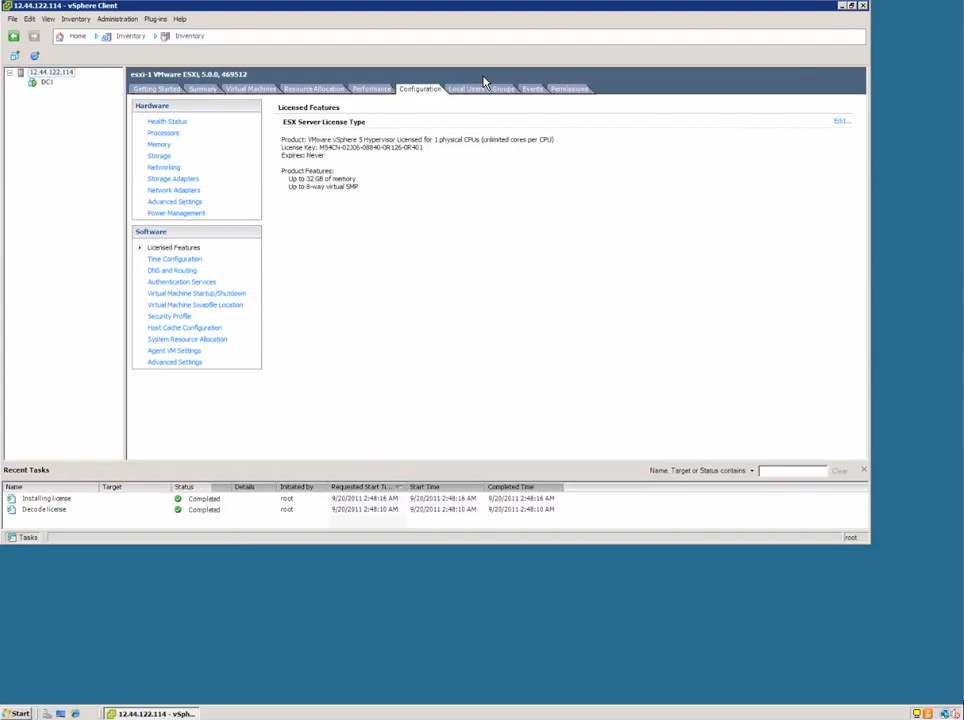 12.44.122.114 - vSphere Client
File Edit View Inventory Administration Plug-ins Help
Home Inventory Inventory
12.44.122.114
DC1
esxi-1 VMware ESXi, 5.0.0, 469512
Getting Started Summary Virtual Machines Resource Allocation Performance Configuration Local Users Groups Events Permissions
Hardware
Health Status
Processors
Memory
Storage
Networking
Storage Adapters
Network Adapters
Advanced Settings
Power Management
Software
Licensed Features
Time Configuration
DNS and Routing
Authentication Services
Virtual Machine Startup/Shutdown
Virtual Machine Swapfile Location
Security Profile
Host Cache Configuration
System Resource Allocation
Agent VM Settings
Advanced Settings
Licensed Features
ESX Server License Type Edit...
Product: VMware vSphere 5 Hypervisor Licensed for 1 physical CPUs (unlimited cores per CPU)
License Key:
Expires: Never
Product Features:
Up to 32 GB of memory
Up to 8-way virtual SMP
Recent Tasks Name, Target or Status contains: Clear
Name Target Status Details Initiated by Requested Start Ti... Start Time Completed Time
Installing license Completed root 9/20/2011 2:48:16 AM 9/20/2011 2:48:16 AM 9/20/2011 2:48:16 AM
Decode license Completed root 9/20/2011 2:48:10 AM 9/20/2011 2:48:10 AM 9/20/2011 2:48:10 AM
Tasks root
Start 12.44.122.114 - vSph...